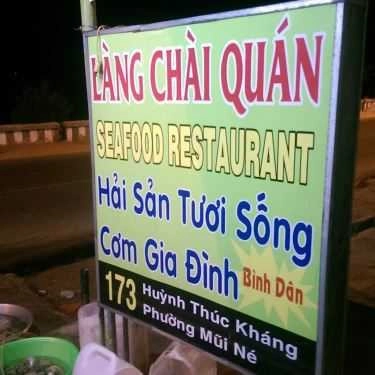 LÀNG CHÀI QUÁN
SEAFOOD RESTAURANT
Hải Sản Tươi Sống
Cơm Gia Đình Bình Dân
173 Huỳnh Thúc Kháng
Phường Mũi Né